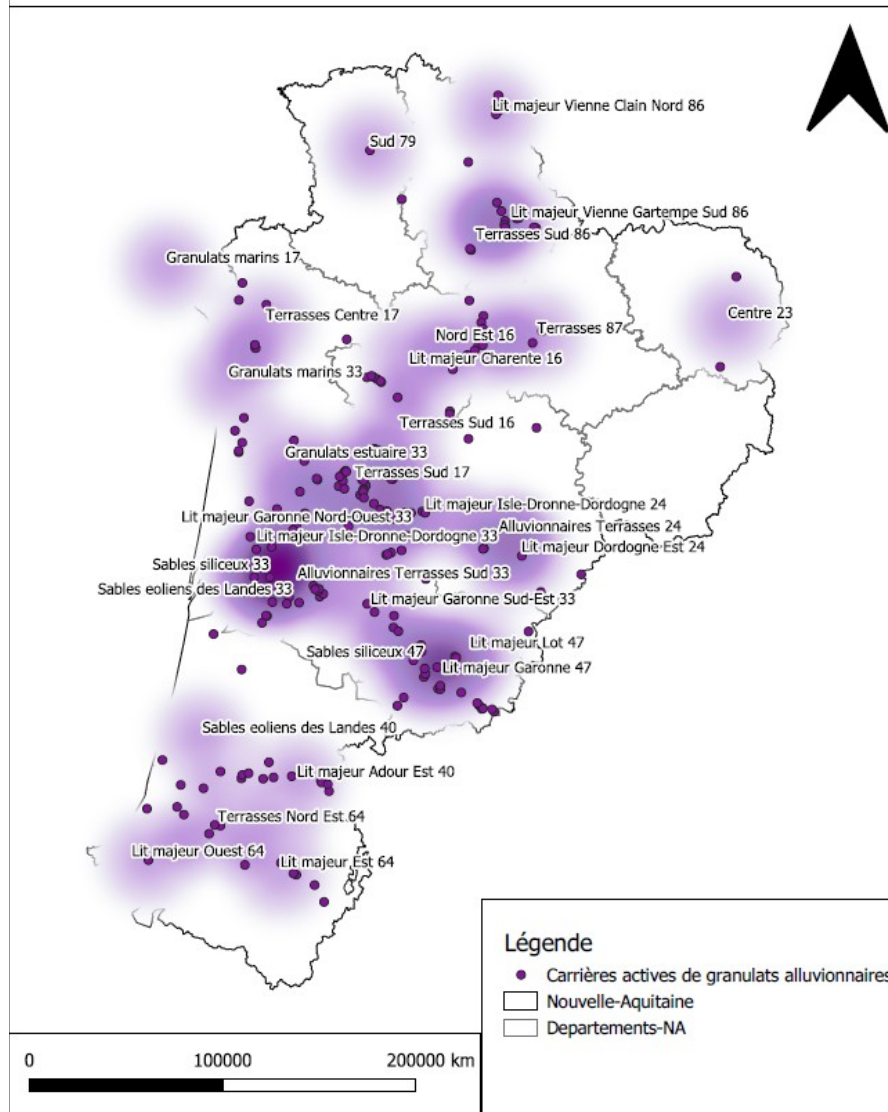 Lit majeur Vienne Clain Nord 86
Sud 79
Lit majeur Vienne Gartempe Sud 86
Terrasses Sud 86
Granulats marins 17
Terrasses Centre 17
Centre 23
Nord Est 16
Terrasses 87
Lit majeur Charente 16
Granulats marins 33
Terrasses Sud 16
Granulats estuaire 33
Terrasses Sud 17
Lit majeur Isle-Dronne-Dordogne 24
Lit majeur Garonne Nord-Ouest 33
Alluvionnaires Terrasses 24
Lit majeur Isle-Dronne-Dordogne 33
Lit majeur Dordogne Est 24
Sables siliceux 33
Alluvionnaires Terrasses Sud 33
Sables eoliens des Landes 33
Lit majeur Garonne Sud-Est 33
Lit majeur Lot 47
Sables siliceux 47
Lit majeur Garonne 47
Sables eoliens des Landes 40
Lit majeur Adour Est 40
Terrasses Nord Est 64
Lit majeur Ouest 64
Lit majeur Est 64
Légende
Carrières actives de granulats alluvionnaires
Nouvelle-Aquitaine
Departements-NA
0 100000 200000 km